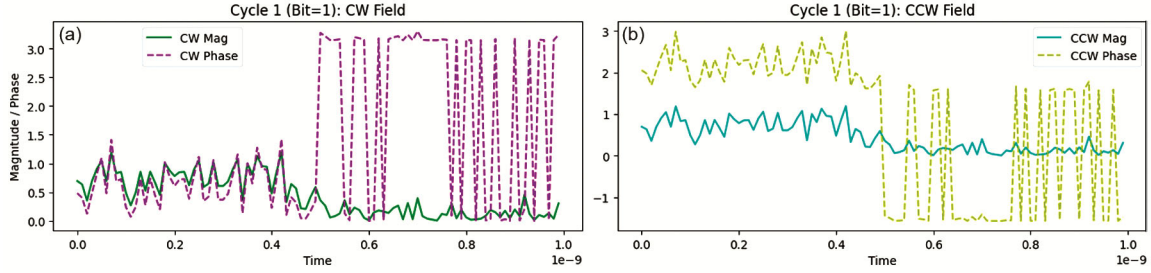 Cycle 1 (Bit=1): CW Field
(a)
CW Mag
CW Phase
Magnitude / Phase
3.0
2.5
2.0
1.5
1.0
0.5
0.0
0.0 0.2 0.4 0.6 0.8 1.0
1e−9
Time
Cycle 1 (Bit=1): CCW Field
(b)
CCW Mag
CCW Phase
3
2
1
0
−1
0.0 0.2 0.4 0.6 0.8 1.0
1e−9
Time